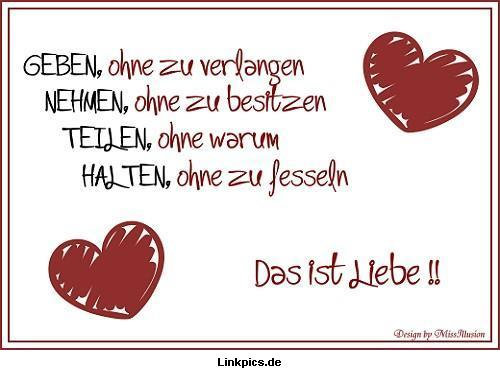 GEBEN, ohne zu verlangen
NEHMEN, ohne zu besitzen
TEILEN, ohne warum
HALTEN, ohne zu fesseln
Das ist Liebe !!
Design by MissIllusion
Linkpics.de